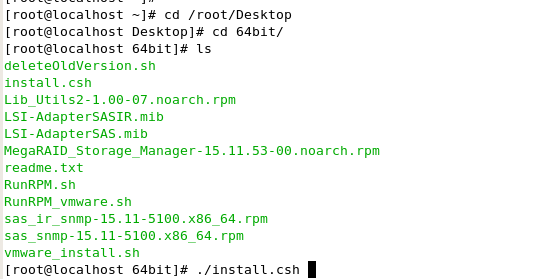 [root@localhost ~]#
[root@localhost ~]# cd /root/Desktop
[root@localhost Desktop]# cd 64bit/
[root@localhost 64bit]# ls
deleteOldVersion.sh
install.csh
Lib_Utils2-1.00-07.noarch.rpm
LSI-AdapterSASIR.mib
LSI-AdapterSAS.mib
MegaRAID_Storage_Manager-15.11.53-00.noarch.rpm
readme.txt
RunRPM.sh
RunRPM_vmware.sh
sas_ir_snmp-15.11-5100.x86_64.rpm
sas_snmp-15.11-5100.x86_64.rpm
vmware_install.sh
[root@localhost 64bit]# ./install.csh